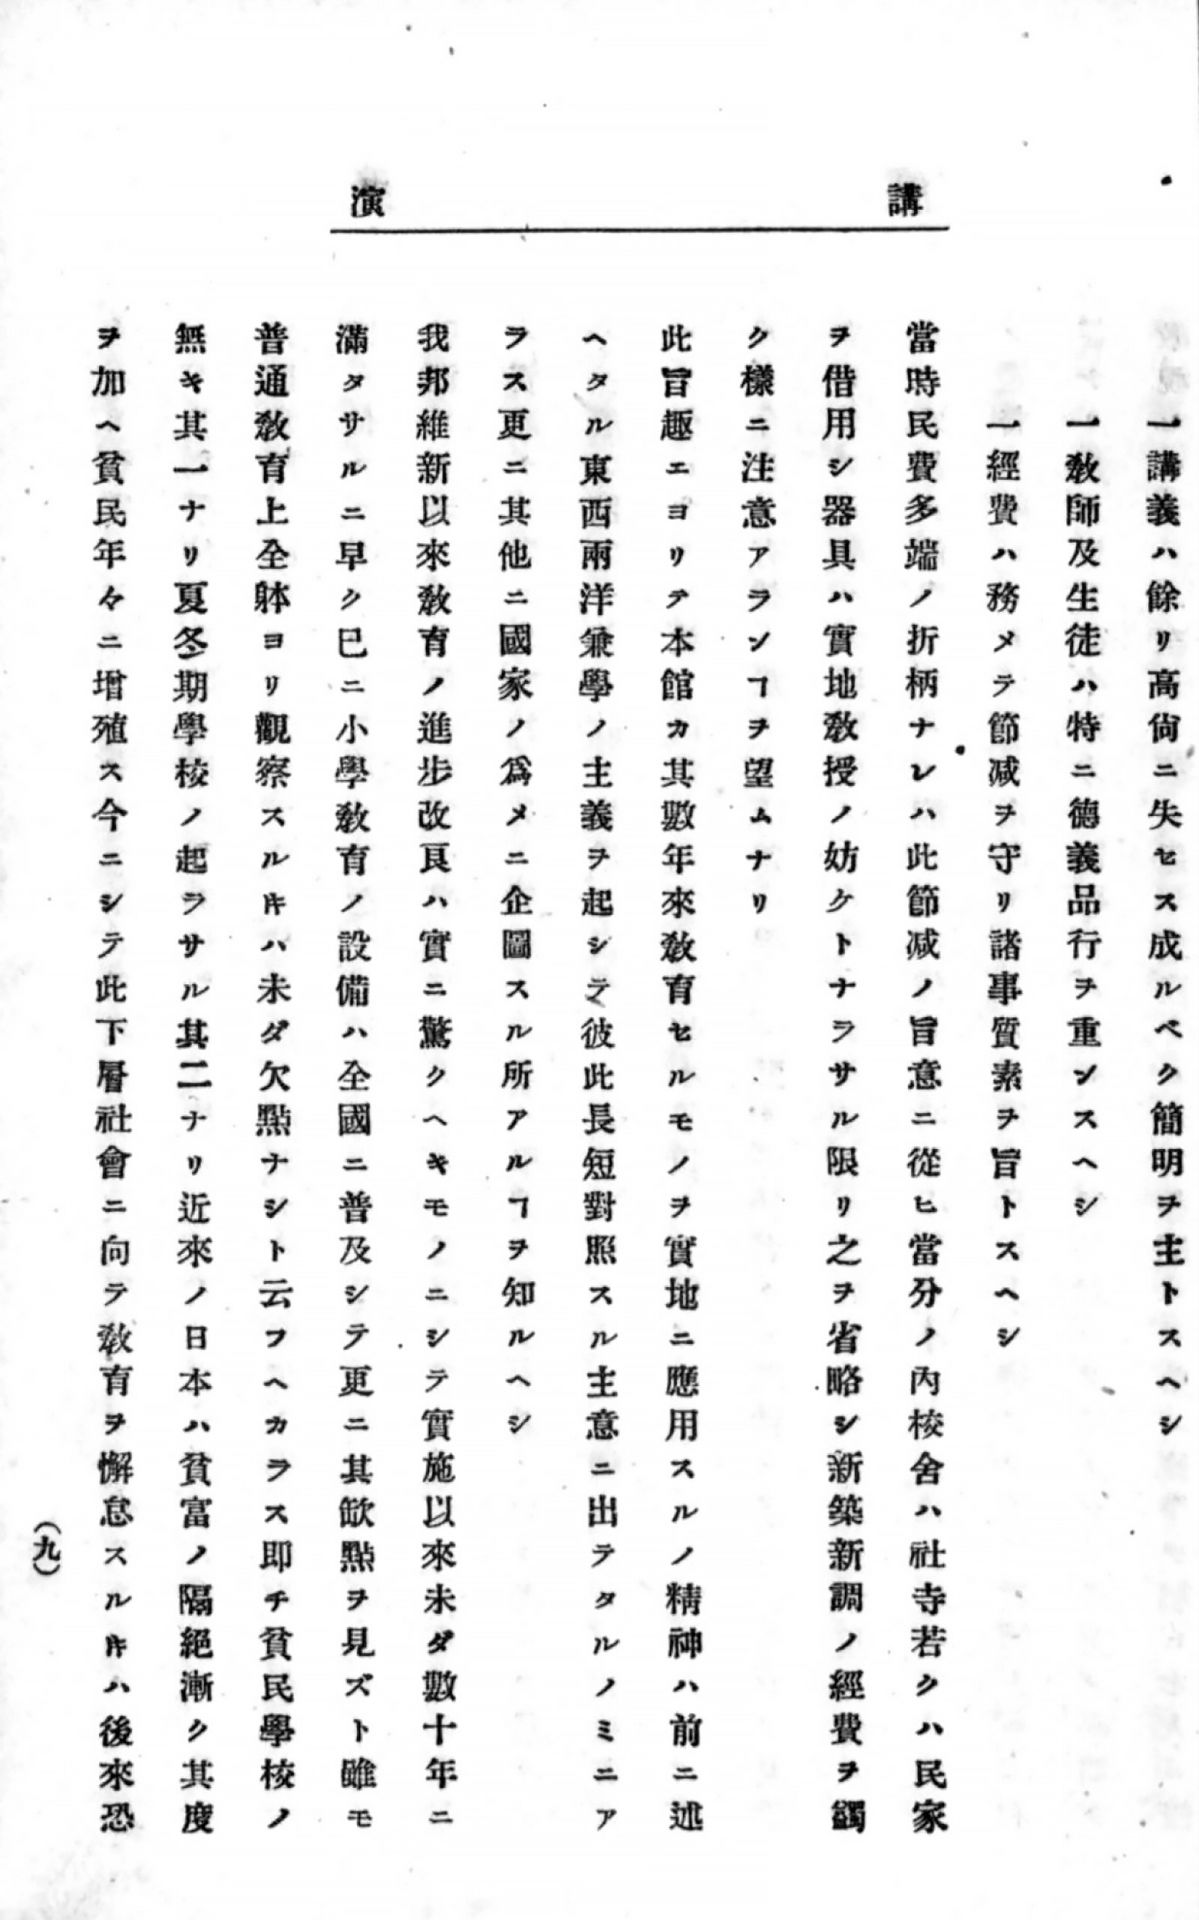 講演
一講義ハ餘リ高尙ニ失セス成ルベク簡明ヲ主トスヘシ
一敎師及生徒ハ特ニ德義品行ヲ重ンスヘシ
一經費ハ務メテ節减ヲ守リ諸事質素ヲ旨トスヘシ
當時民費多端ノ折柄ナレハ此節减ノ旨意ニ從ヒ當分ノ內校舍ハ社寺若クハ民家
ヲ借用シ器具ハ實地敎授ノ妨ケトナラサル限リ之ヲ省略シ新築新調ノ經費ヲ蠲
ク樣ニ注意アランヿヲ望ムナリ
此旨趣エヨリテ本館カ其數年來敎育セルモノヲ實地ニ應用スルノ精神ハ前ニ述
ヘタル東西兩洋兼學ノ主義ヲ起シテ彼此長短對照スル主意ニ出テタルノミニア
ラス更ニ其他ニ國家ノ爲メニ企圖スル所アルヿヲ知ルヘシ
我邦維新以來敎育ノ進步改良ハ實ニ驚クヘキモノニシテ實施以來未ダ數十年ニ
滿タサルニ早ク已ニ小學敎育ノ設備ハ全國ニ普及シテ更ニ其缼點ヲ見ズト雖モ
普通敎育上全躰ヨリ觀察スルキハ未ダ欠點ナシト云フヘカラス即チ貧民學校ノ
無キ其一ナリ夏冬期學校ノ起ラサル其二ナリ近來ノ日本ハ貧富ノ隔絕漸ク其度
ヲ加ヘ貧民年々ニ增殖ス今ニシテ此下層社會ニ向テ敎育ヲ懈怠スルキハ後來恐
(九)